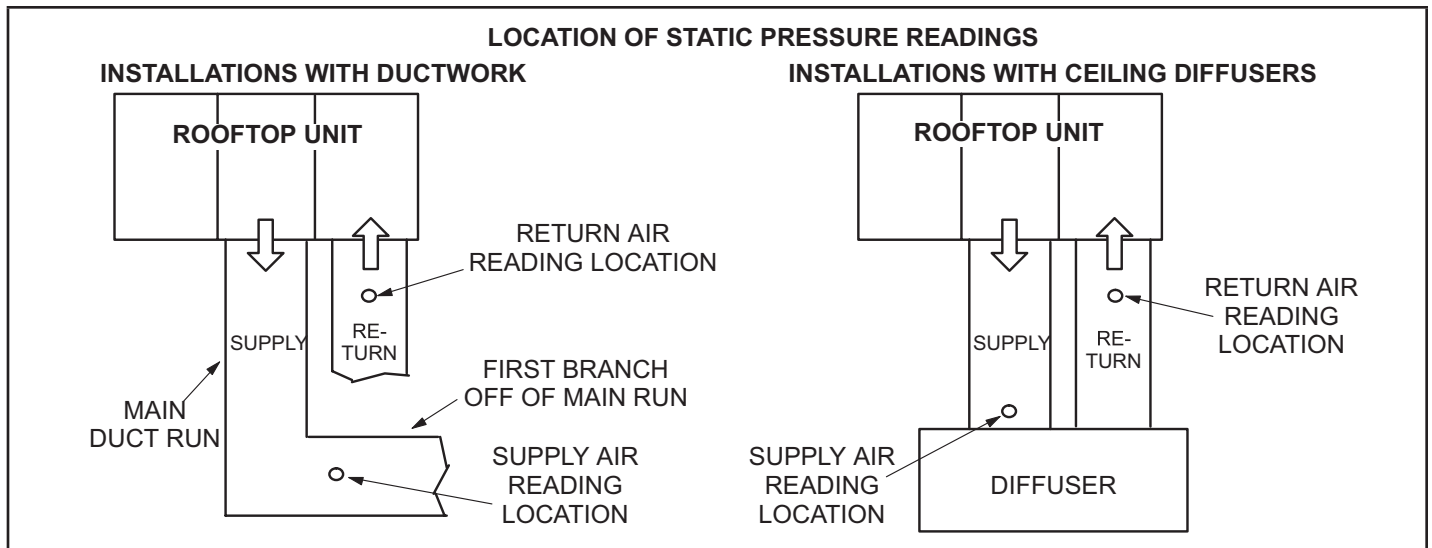 LOCATION OF STATIC PRESSURE READINGS
INSTALLATIONS WITH DUCTWORK
ROOFTOP UNIT
RETURN AIR
READING LOCATION
SUPPLY
RE-
TURN
FIRST BRANCH
OFF OF MAIN RUN
MAIN
DUCT RUN
SUPPLY AIR
READING
LOCATION
INSTALLATIONS WITH CEILING DIFFUSERS
ROOFTOP UNIT
RETURN AIR
READING
LOCATION
SUPPLY
RE-
TURN
SUPPLY AIR
READING
LOCATION
DIFFUSER